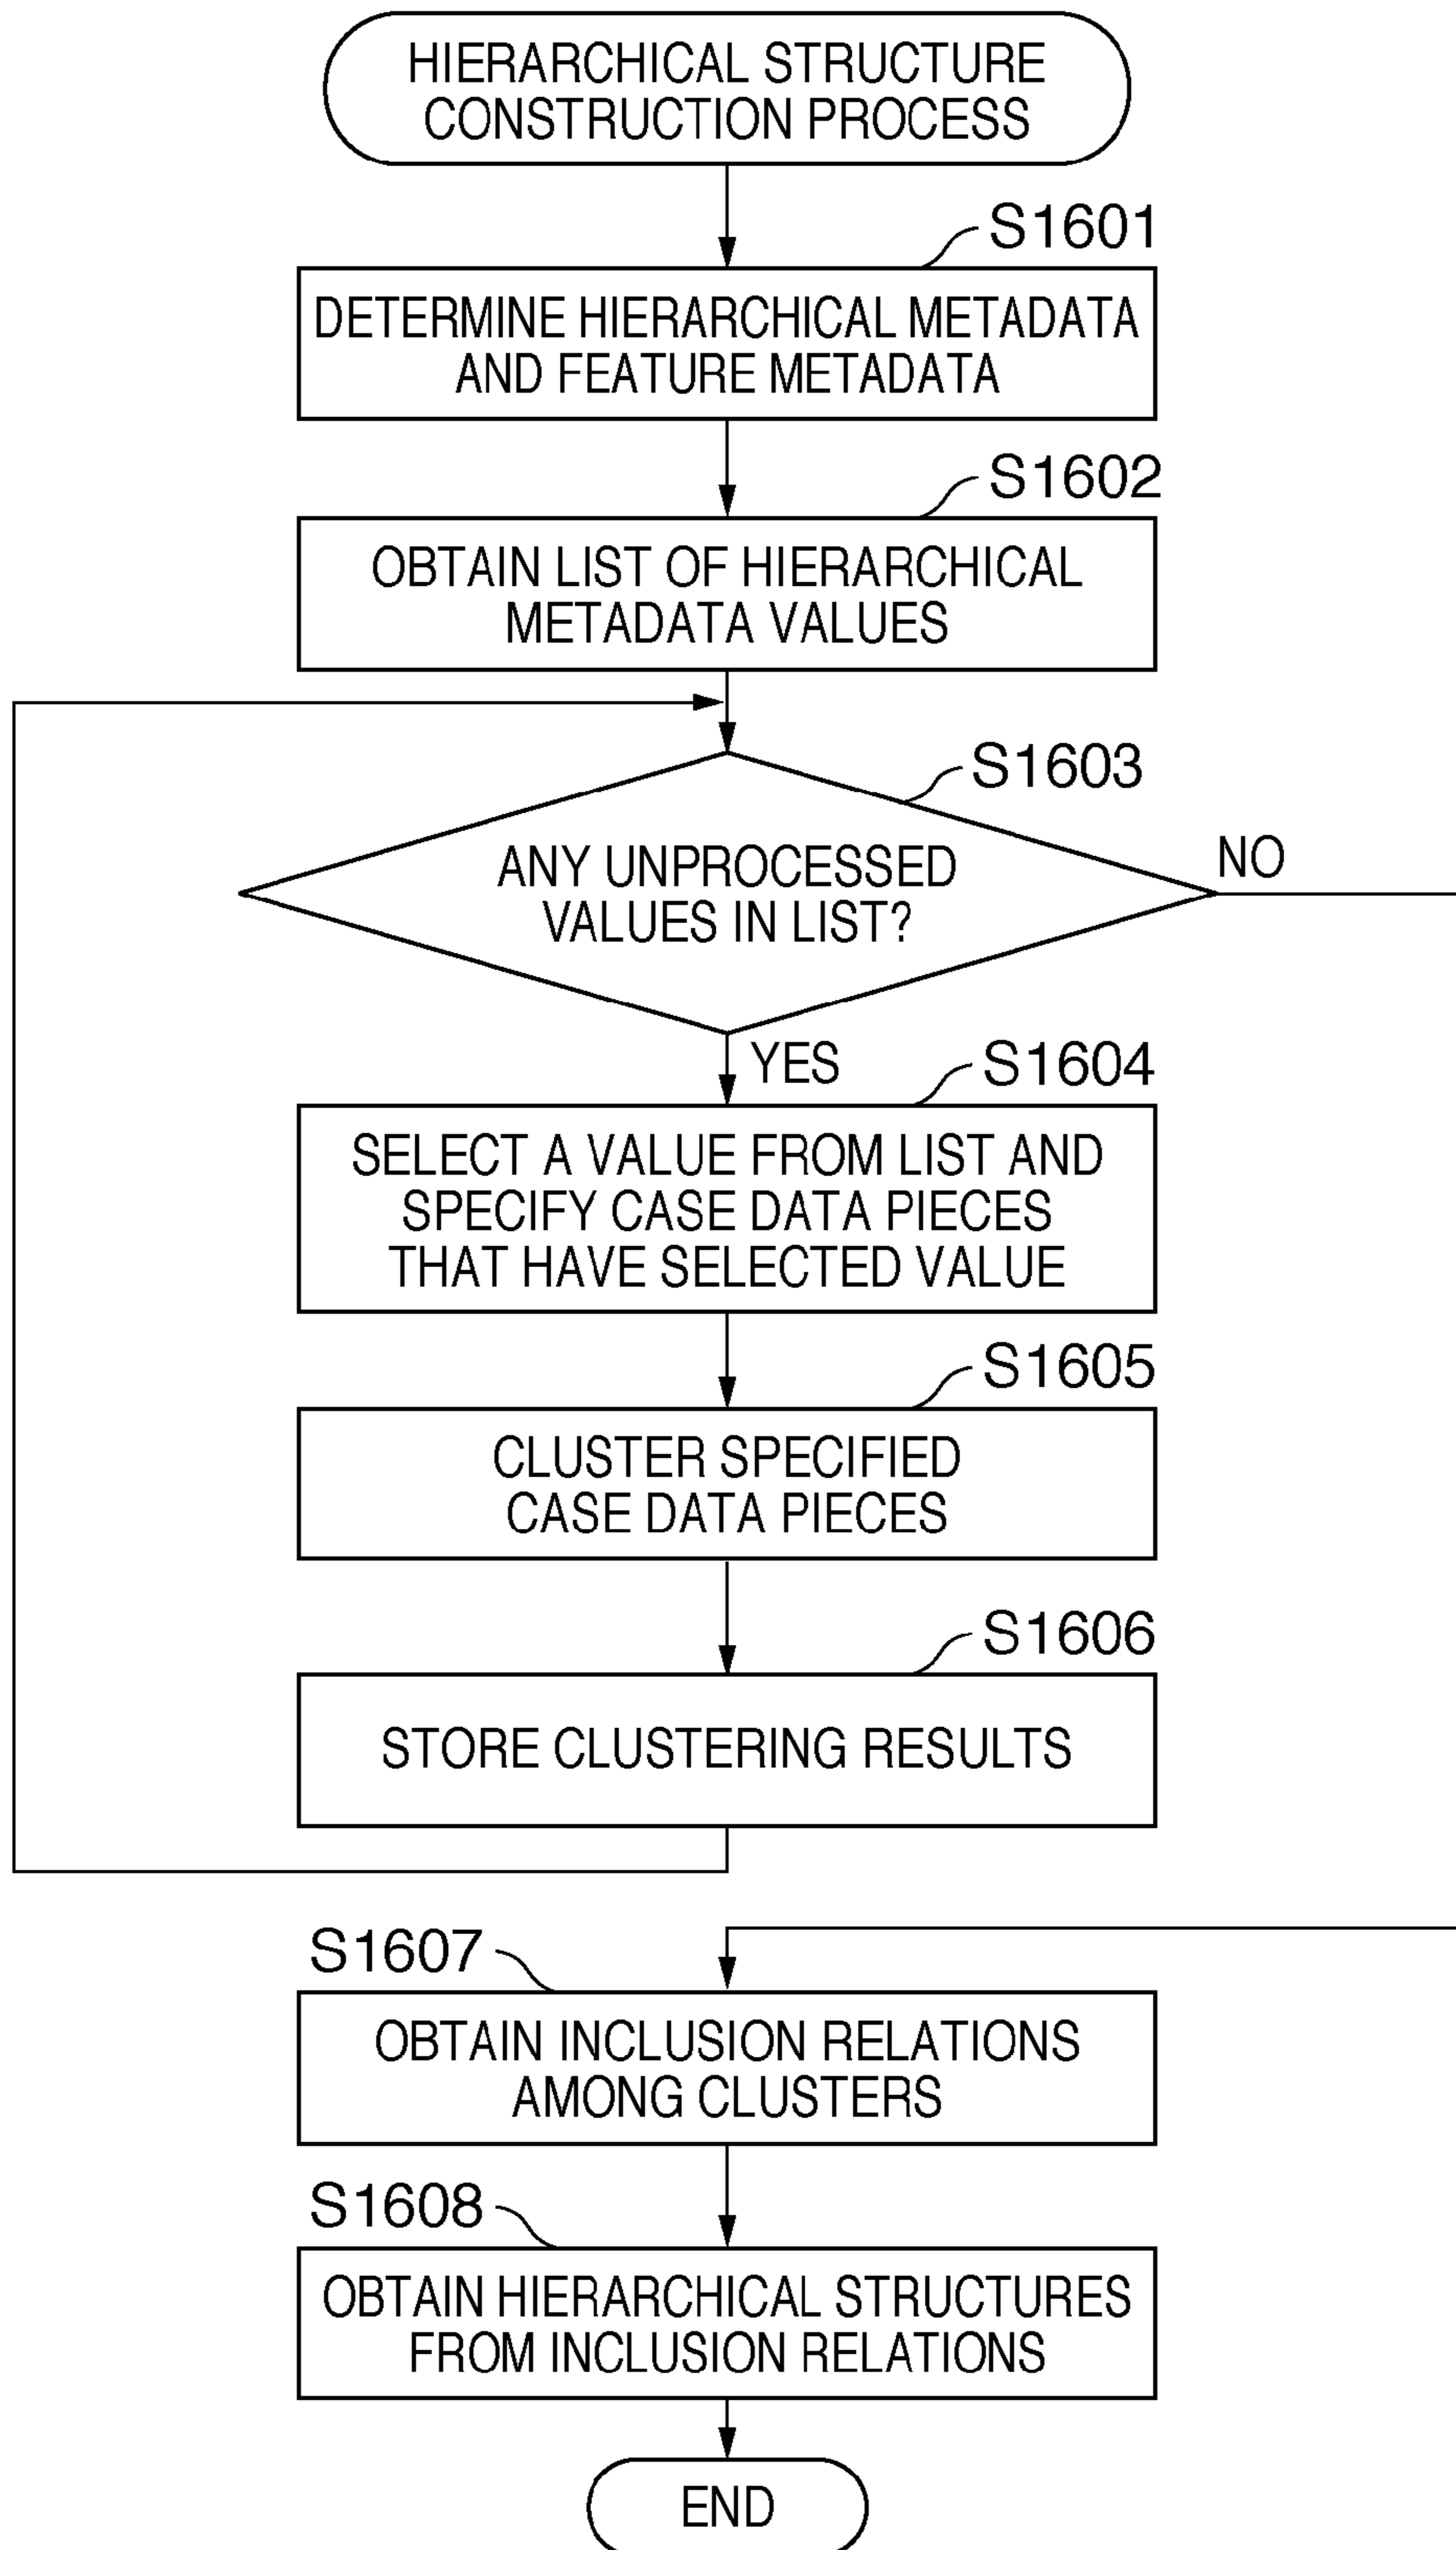 HIERARCHICAL STRUCTURE
CONSTRUCTION PROCESS
S1601
DETERMINE HIERARCHICAL METADATA
AND FEATURE METADATA
S1602
OBTAIN LIST OF HIERARCHICAL
METADATA VALUES
S1603
ANY UNPROCESSED
VALUES IN LIST?
NO
YES
S1604
SELECT A VALUE FROM LIST AND
SPECIFY CASE DATA PIECES
THAT HAVE SELECTED VALUE
S1605
CLUSTER SPECIFIED
CASE DATA PIECES
S1606
STORE CLUSTERING RESULTS
S1607
OBTAIN INCLUSION RELATIONS
AMONG CLUSTERS
S1608
OBTAIN HIERARCHICAL STRUCTURES
FROM INCLUSION RELATIONS
END